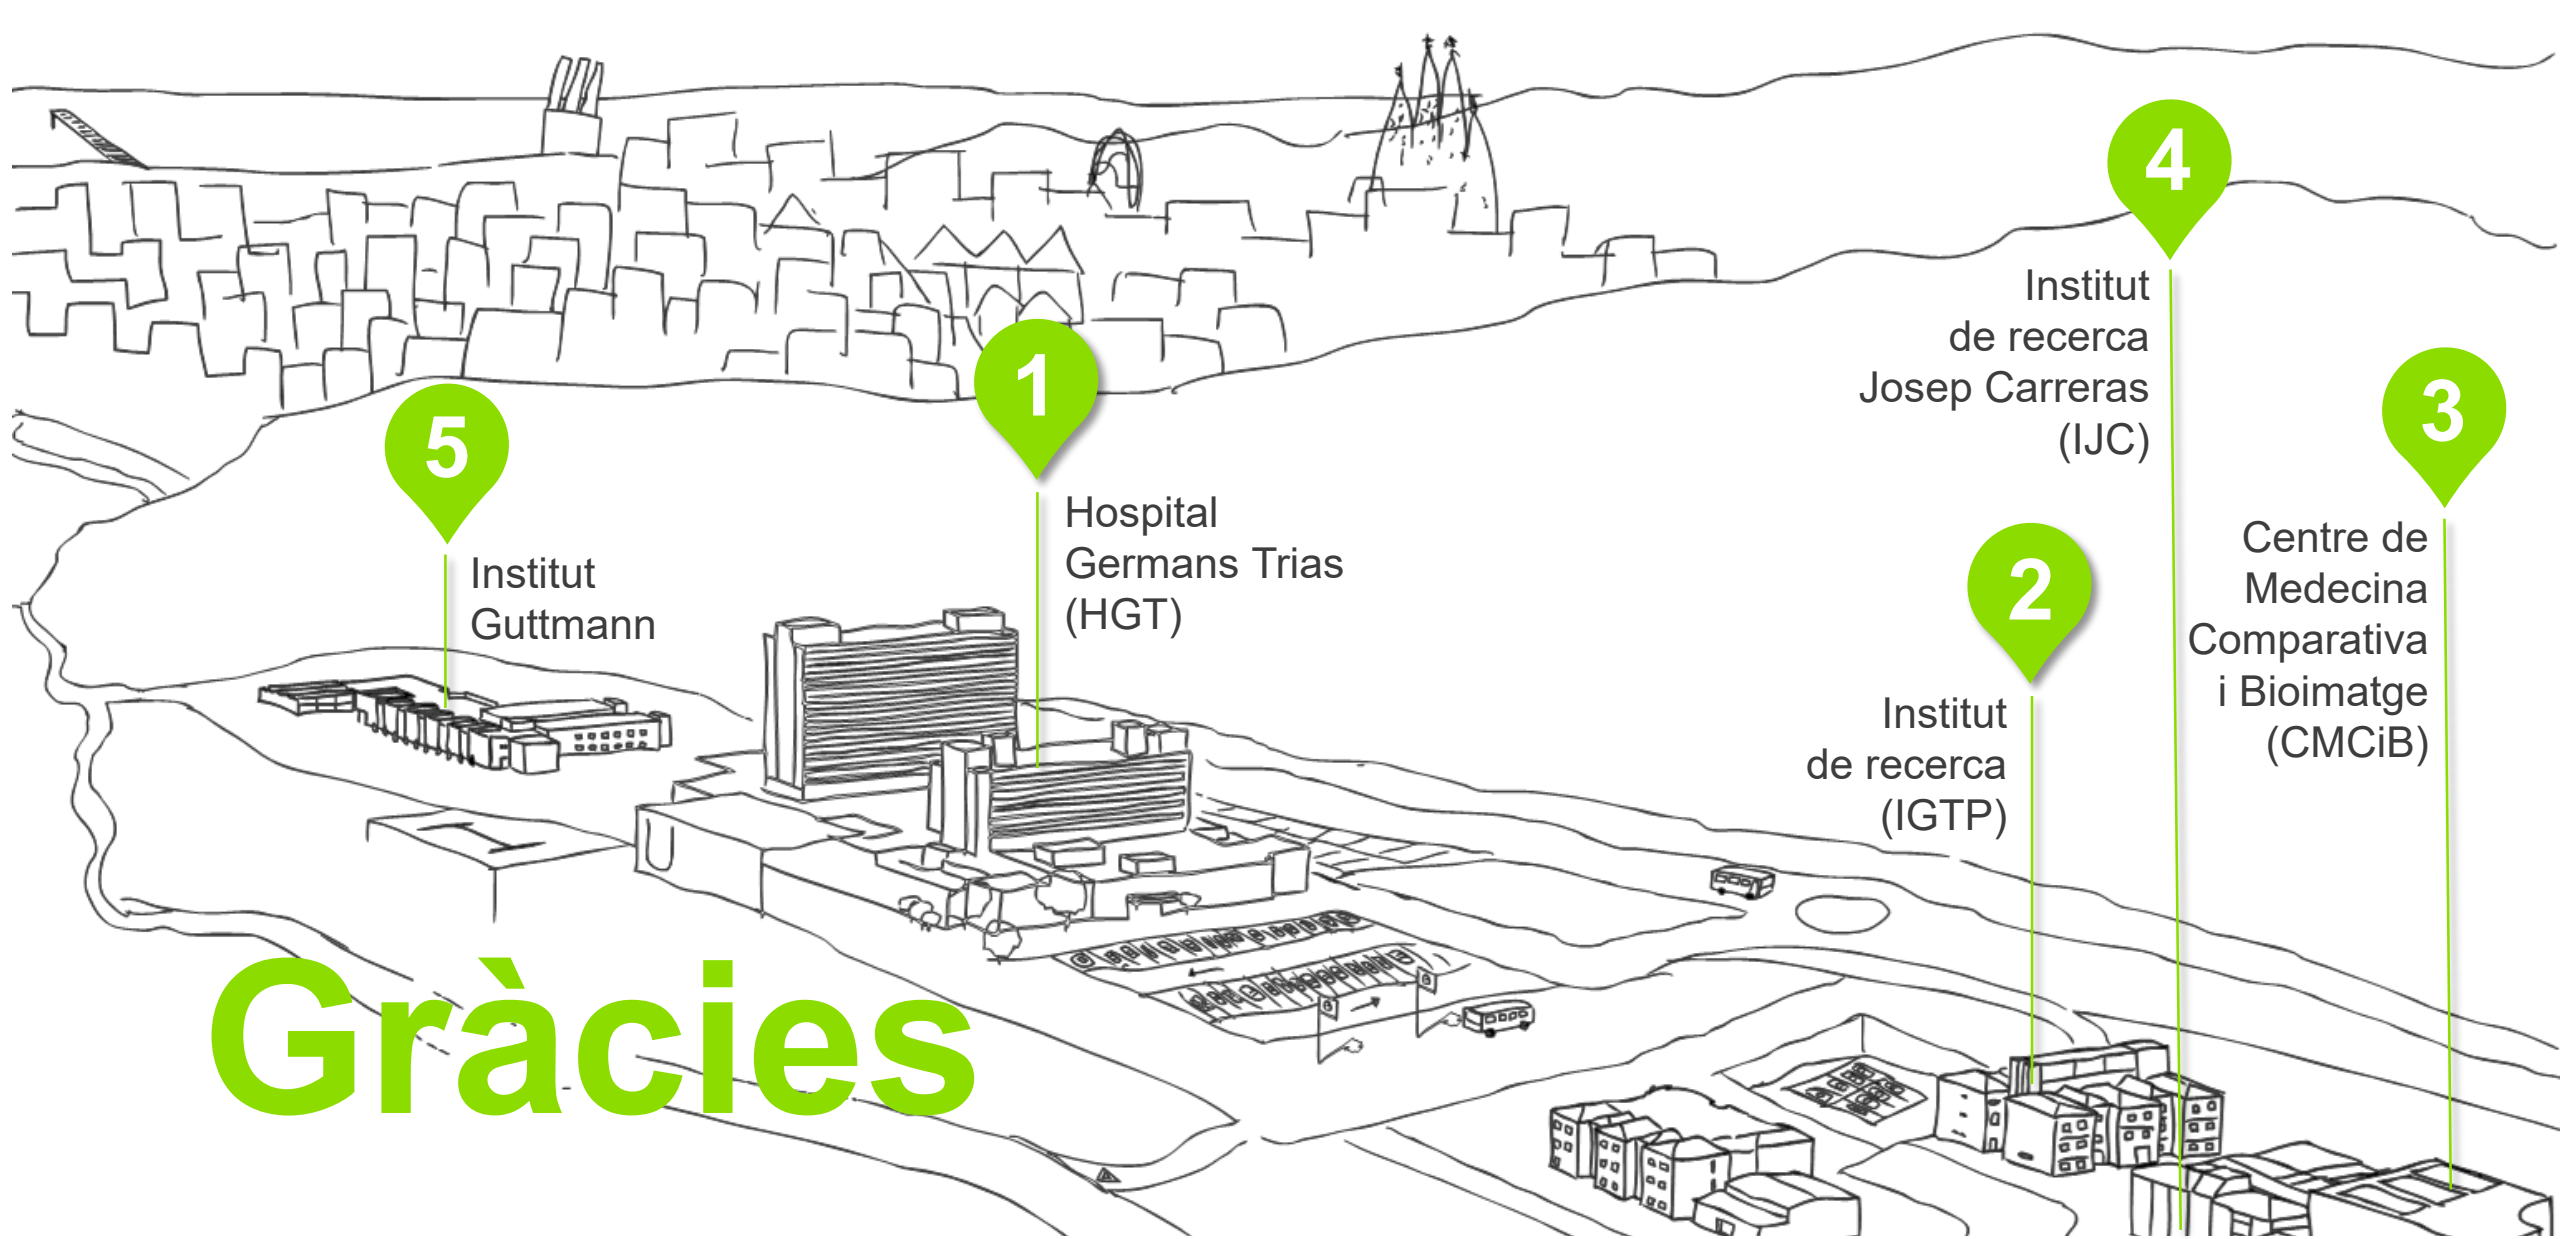 4
Institut
de recerca
Josep Carreras
(IJC)
1
Hospital
Germans Trias
(HGT)
3
Centre de
Medecina
Comparativa
i Bioimatge
(CMCiB)
5
Institut
Guttmann
2
Institut
de recerca
(IGTP)
Gràcies